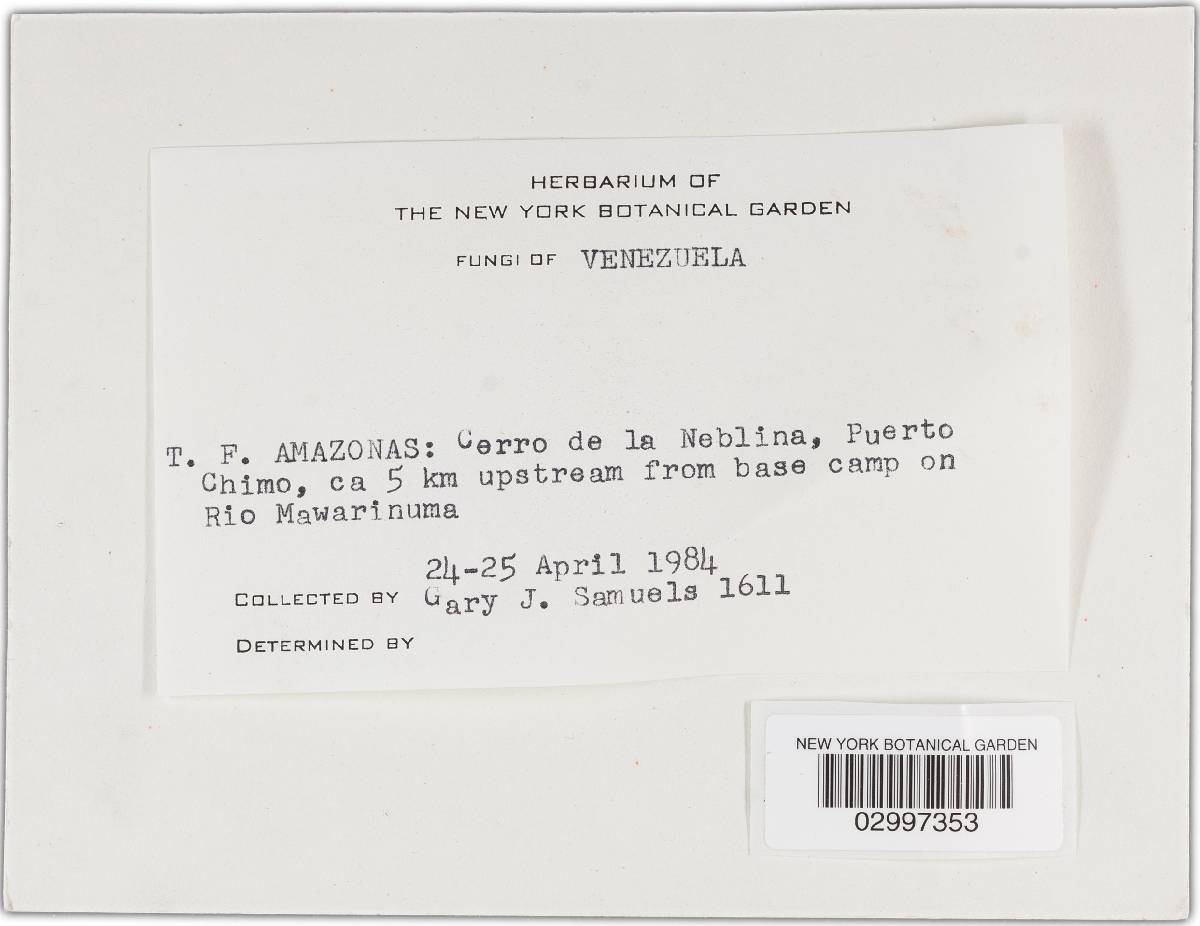 HERBARIUM OF
THE NEW YORK BOTANICAL GARDEN
FUNGI OF VENEZUELA
T. F. AMAZONAS: Cerro de la Neblina, Puerto
Chimo, ca 5 km upstream from base camp on
Rio Mawarinuma
24-25 April 1984
COLLECTED BY Gary J. Samuels 1611
DETERMINED BY
NEW YORK BOTANICAL GARDEN
02997353